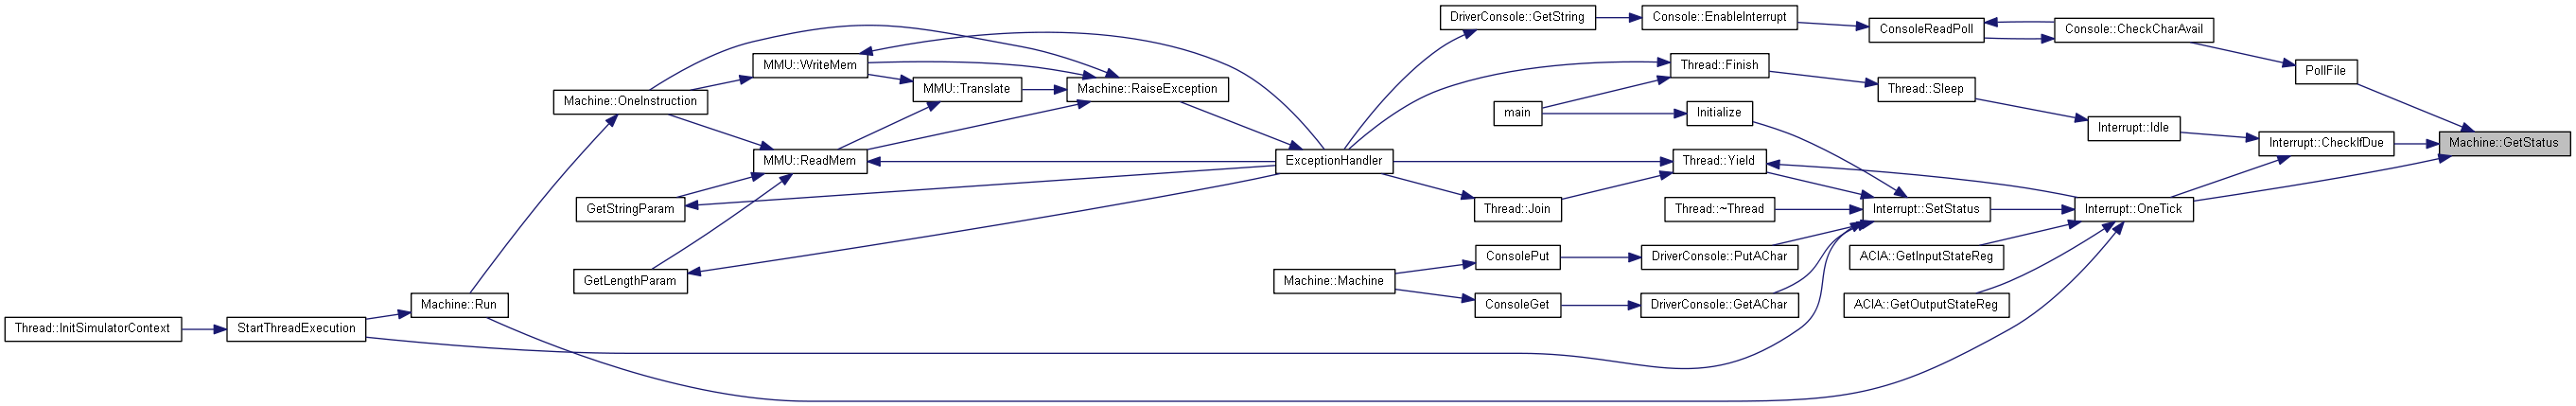 DriverConsole::GetString
Console::EnableInterrupt
ConsoleReadPoll
Console::CheckCharAvail
MMU::WriteMem
Thread::Finish
PollFile
Machine::OneInstruction
MMU::Translate
Machine::RaiseException
Thread::Sleep
main
Initialize
Interrupt::Idle
Interrupt::CheckIfDue
Machine::GetStatus
MMU::ReadMem
ExceptionHandler
Thread::Yield
GetStringParam
Thread::Join
Thread::~Thread
Interrupt::SetStatus
Interrupt::OneTick
ConsolePut
DriverConsole::PutAChar
ACIA::GetInputStateReg
GetLengthParam
Machine::Machine
Machine::Run
ConsoleGet
DriverConsole::GetAChar
ACIA::GetOutputStateReg
Thread::InitSimulatorContext
StartThreadExecution